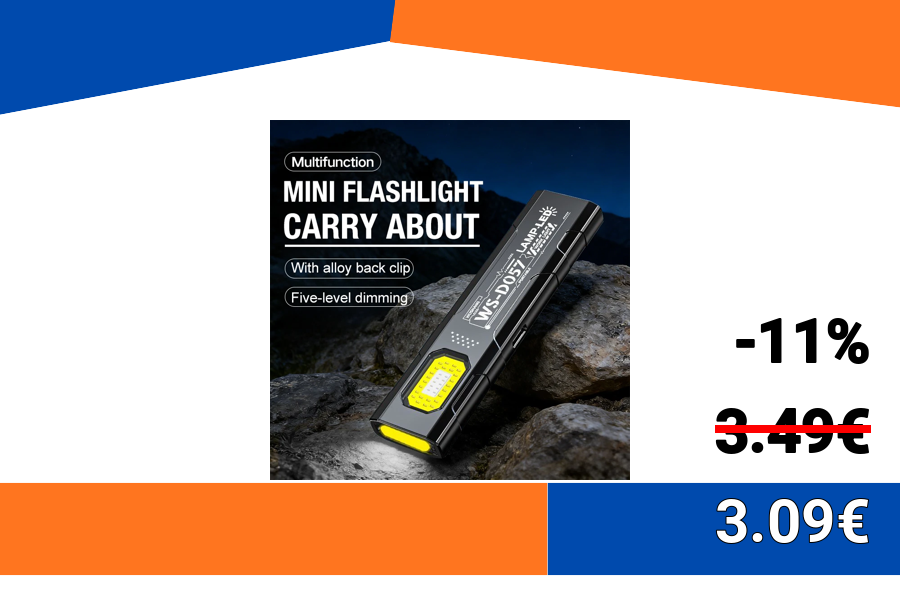 Multifunction
MINI FLASHLIGHT
CARRY ABOUT
With alloy back clip
Five-level dimming
LAMP-LED
WS-D057
-11%
3.49€
3.09€